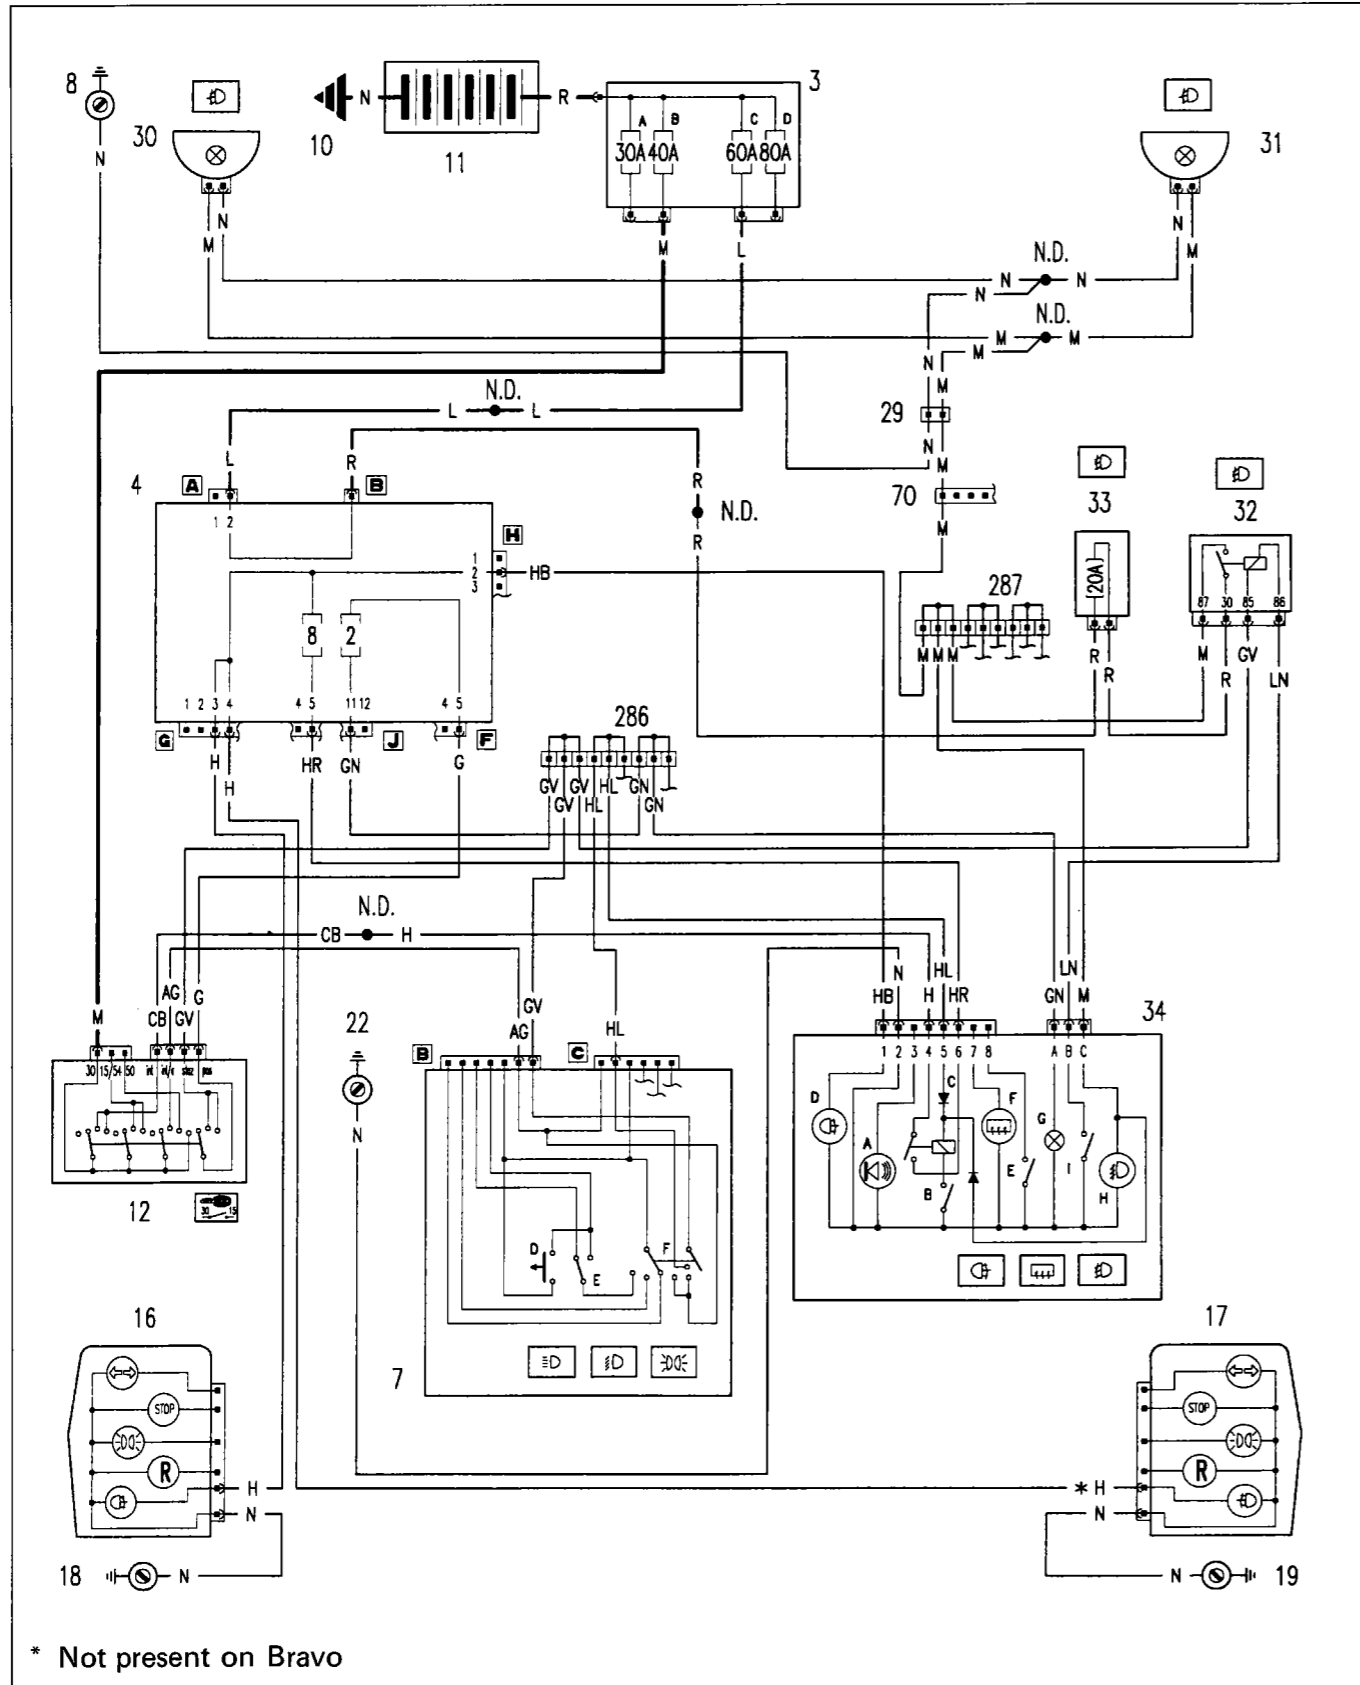 8
30
N
10
N
11
R
3
A
B
C
D
30A
40A
60A
80A
31
N
M
M
L
N
M
N.D.
N
N
N
N.D.
M
M
M
N
M
29
N
M
L
N.D.
L
L
R
4
A
B
R
N.D.
R
70
M
33
32
1 2
H
1
2
3
HB
287
20A
87 30 85 86
8
2
M M M
R
R
M
R
GV
LN
1 2 3 4
4 5
11 12
4 5
G
J
F
286
H
H
HR
GN
G
GV
GV
GV
HL
HL
GN
GN
N.D.
CB
H
M
CB
AG
GV
G
22
AG
GV
HL
HB
N
H
HL
HR
GN
LN
M
34
B
C
30 15/54 50 int int/e staz pos
12
30 15
N
1 2 3 4 5 6 7 8 A B C
D
A
C
B
F
E
G
I
H
D
E
F
16
7
17
STOP
R
H
N
18
N
STOP
R
* H
N
N
19
* Not present on Bravo